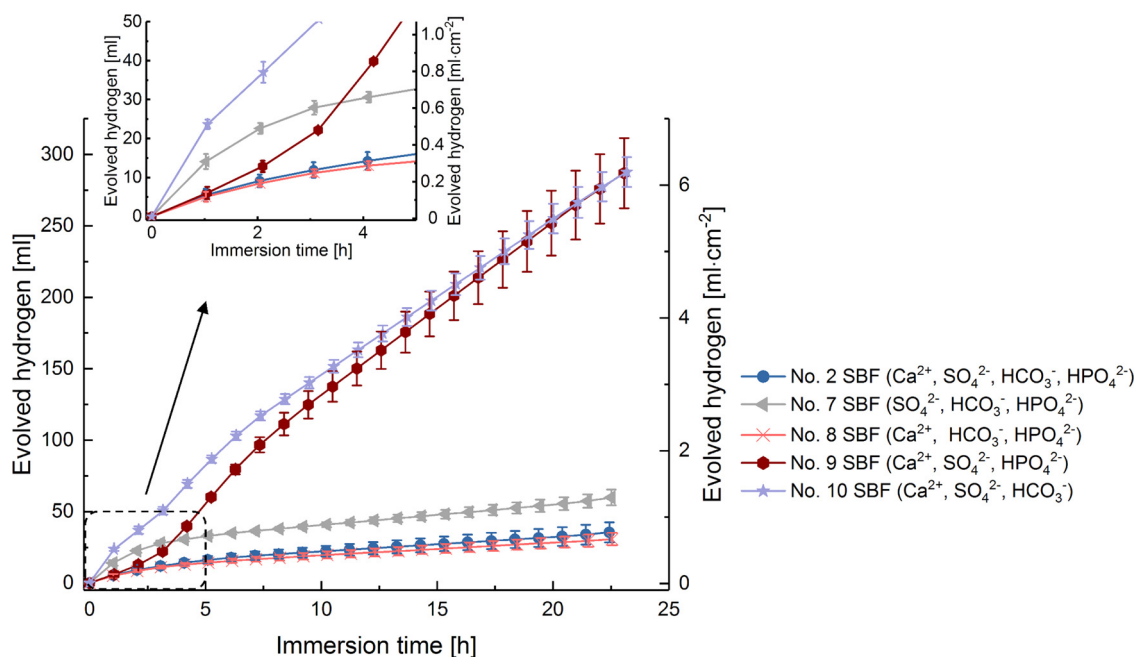 50
40
30
20
10
0
Evolved hydrogen [ml]
1.0
0.8
0.6
0.4
0.2
0
Evolved hydrogen [ml·cm⁻²]
0
2
4
Immersion time [h]
300
250
200
150
100
50
0
Evolved hydrogen [ml]
6
4
2
0
Evolved hydrogen [ml·cm⁻²]
No. 2 SBF (Ca²⁺, SO₄²⁻, HCO₃⁻, HPO₄²⁻)
No. 7 SBF (SO₄²⁻, HCO₃⁻, HPO₄²⁻)
No. 8 SBF (Ca²⁺, HCO₃⁻, HPO₄²⁻)
No. 9 SBF (Ca²⁺, SO₄²⁻, HPO₄²⁻)
No. 10 SBF (Ca²⁺, SO₄²⁻, HCO₃⁻)
0
5
10
15
20
25
Immersion time [h]